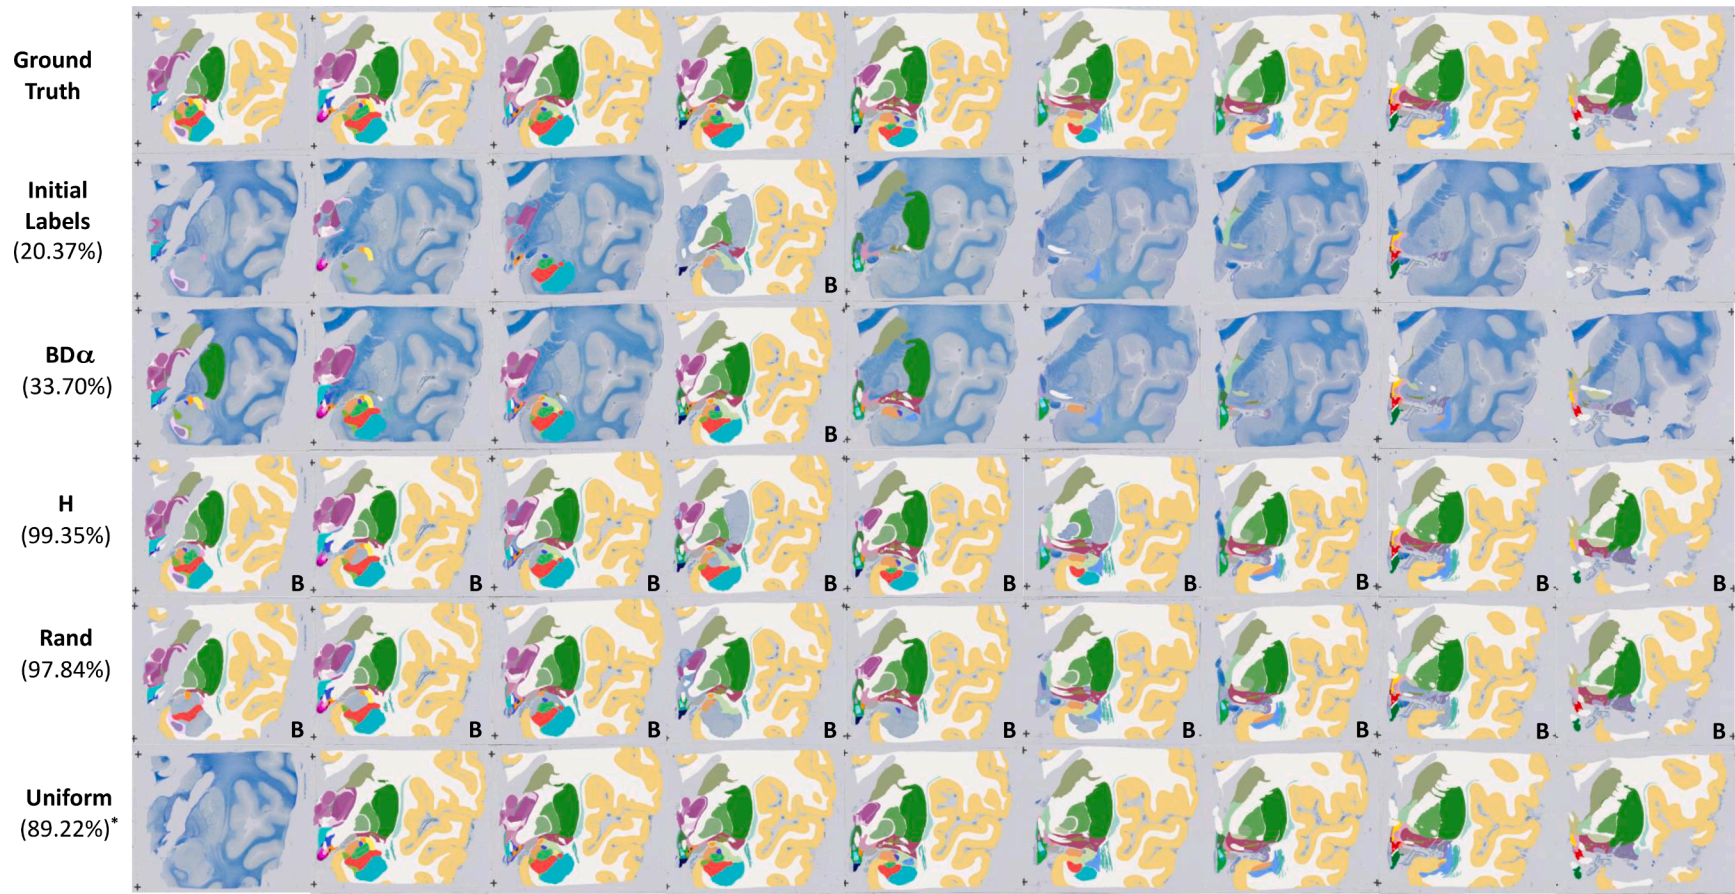 Ground
Truth
Initial
Labels
(20.37%)
B
BDα
(33.70%)
B
H
(99.35%)
B B B B B B B B B
Rand
(97.84%)
B B B B B B B B B
Uniform
(89.22%)*